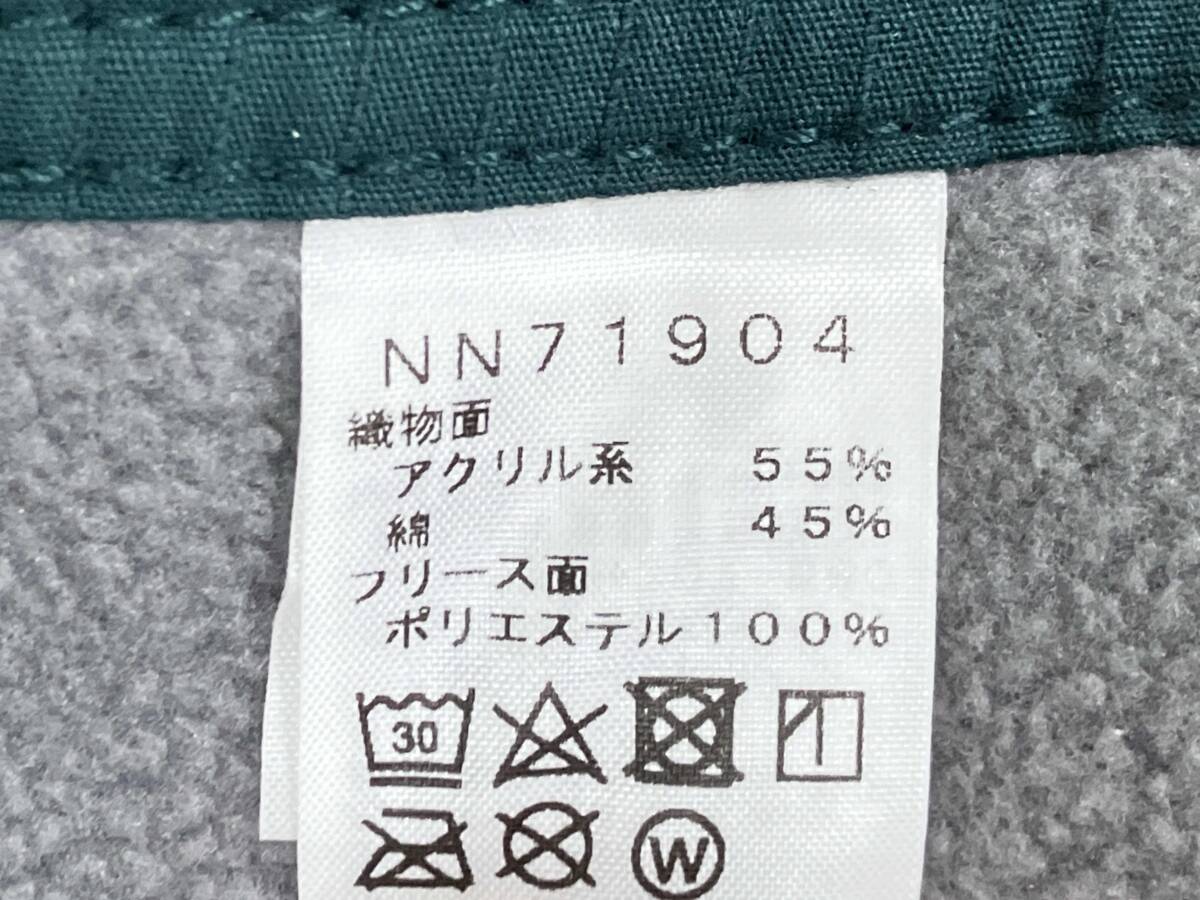 NN71904
織物面
アクリル系 55%
綿 45%
フリース面
ポリエステル100%
30
W